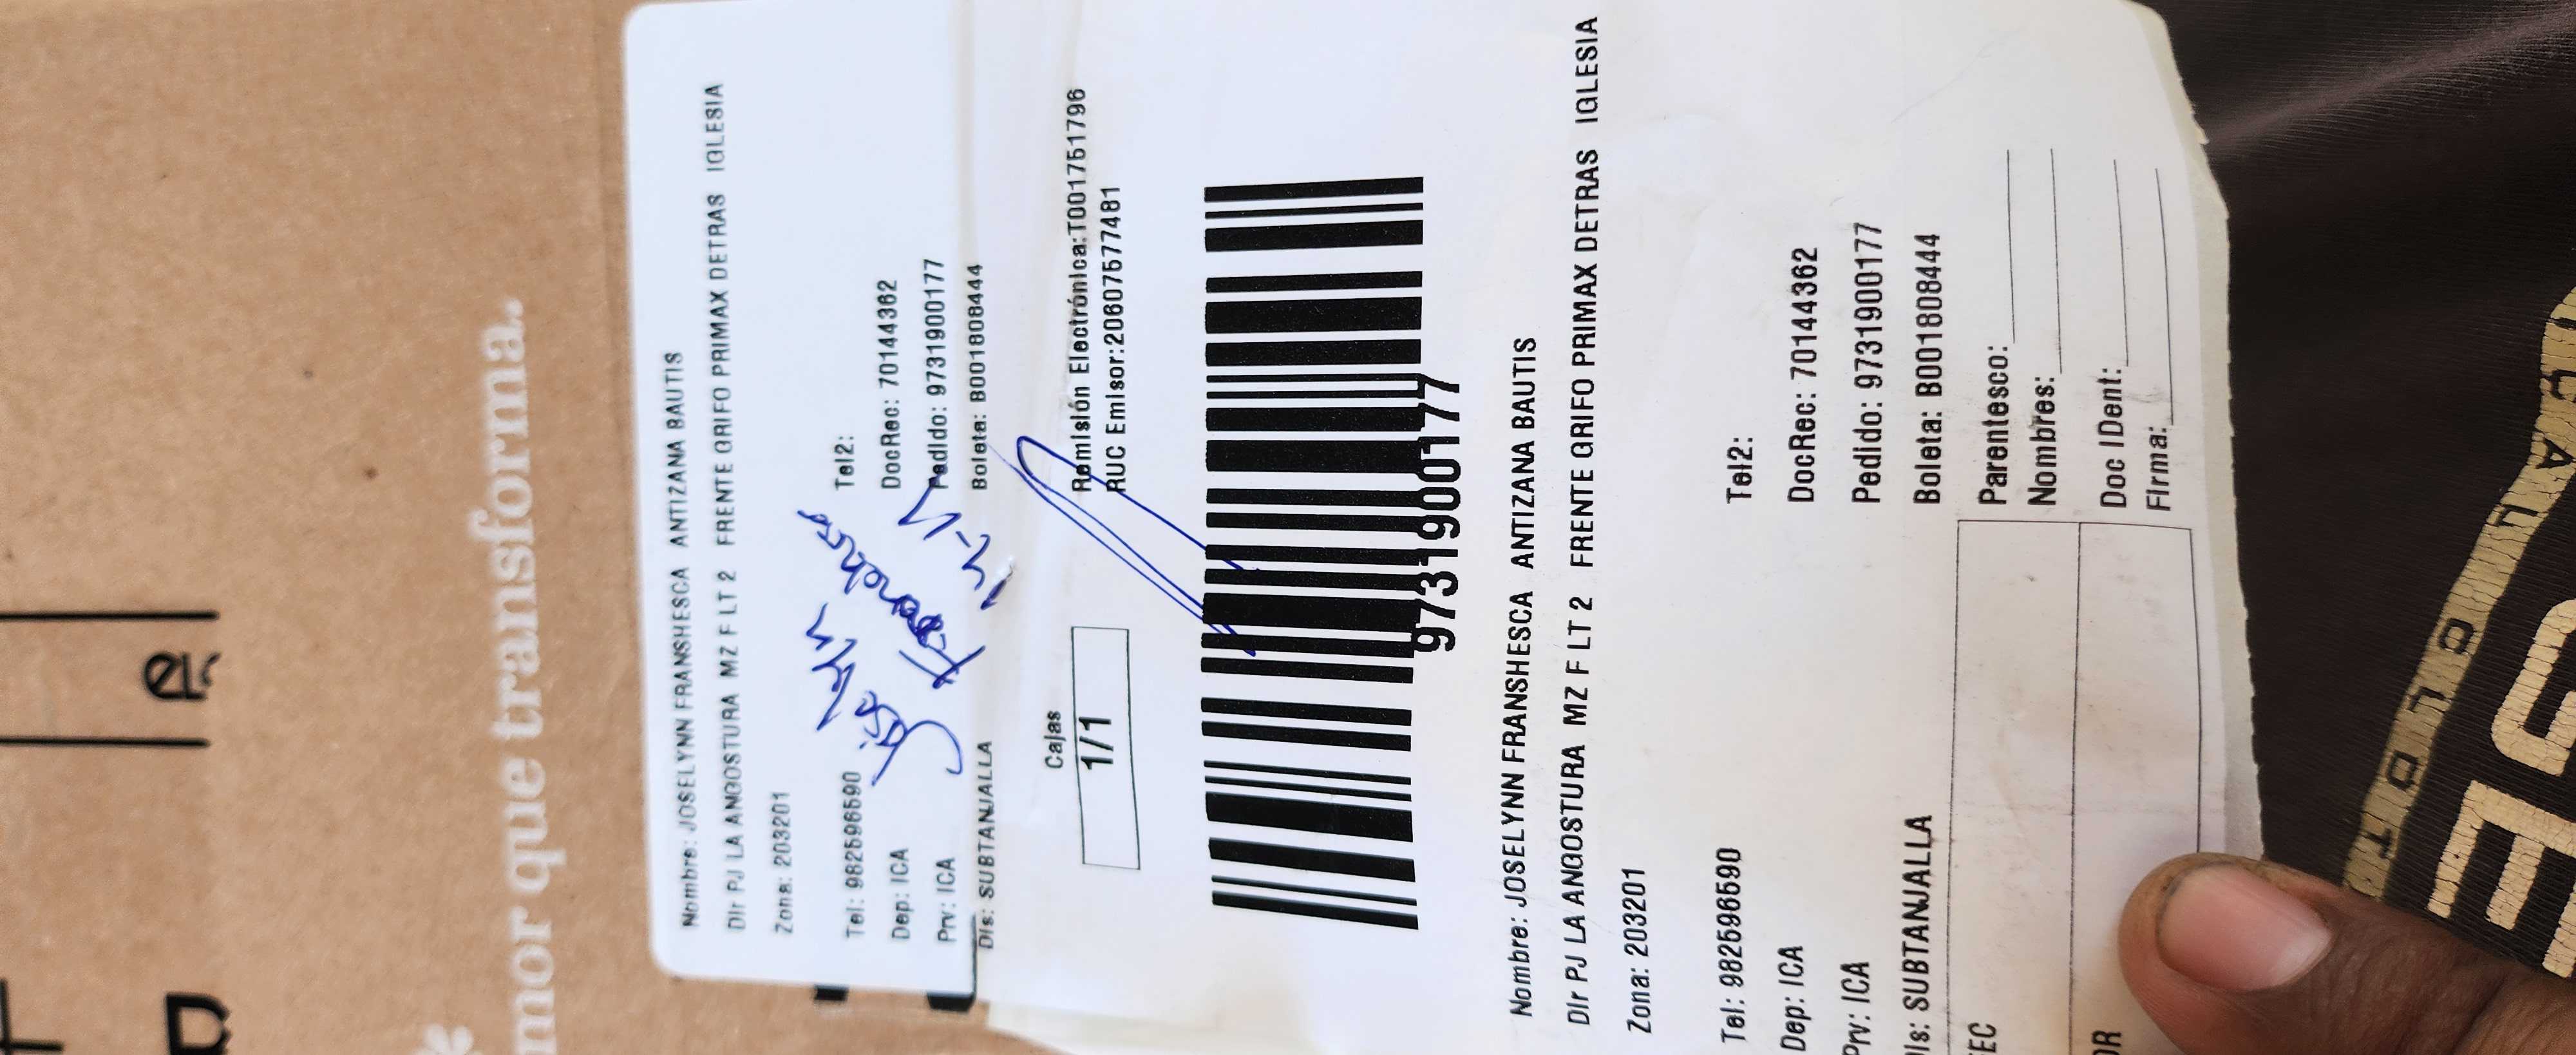 mor que transforma.
Nombre: JOSELYNN FRANSHESCA ANTIZANA BAUTIS
DIr PJ LA ANGOSTURA MZ F LT 2 FRENTE GRIFO PRIMAX DETRAS IGLESIA
Zona: 203201
Tel: 982596590 Tel2:
Dep: ICA DocRec: 70144362
Prv: ICA Pedido: 9731900177
DIs: SUBTANJALLA Boleta: B001808444
Cajas
1/1
Remisión Electrónica:T001751796
RUC Emisor:20607577481
9731900177
Nombre: JOSELYNN FRANSHESCA ANTIZANA BAUTIS
DIr PJ LA ANGOSTURA MZ F LT 2 FRENTE GRIFO PRIMAX DETRAS IGLESIA
Zona: 203201
Tel: 982596590 Tel2:
Dep: ICA DocRec: 70144362
Prv: ICA Pedido: 9731900177
DIs: SUBTANJALLA Boleta: B001808444
Parentesco:
Nombres:
Doc IDent:
Firma: